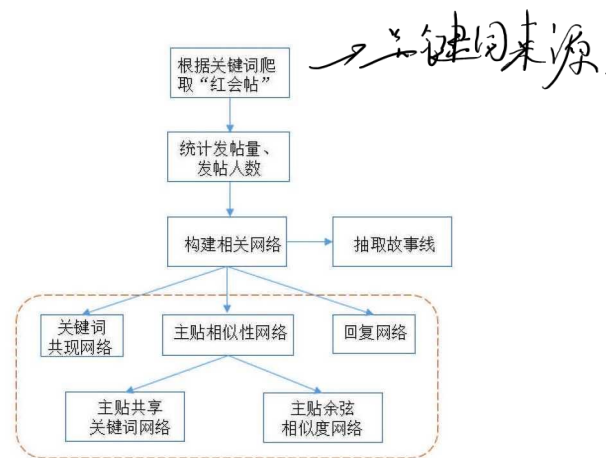 根据关键词爬
取“红会帖”
关键词来源
统计发帖量、
发帖人数
构建相关网络
抽取故事线
关键词
共现网络
主贴相似性网络
回复网络
主贴共享
关键词网络
主贴余弦
相似度网络